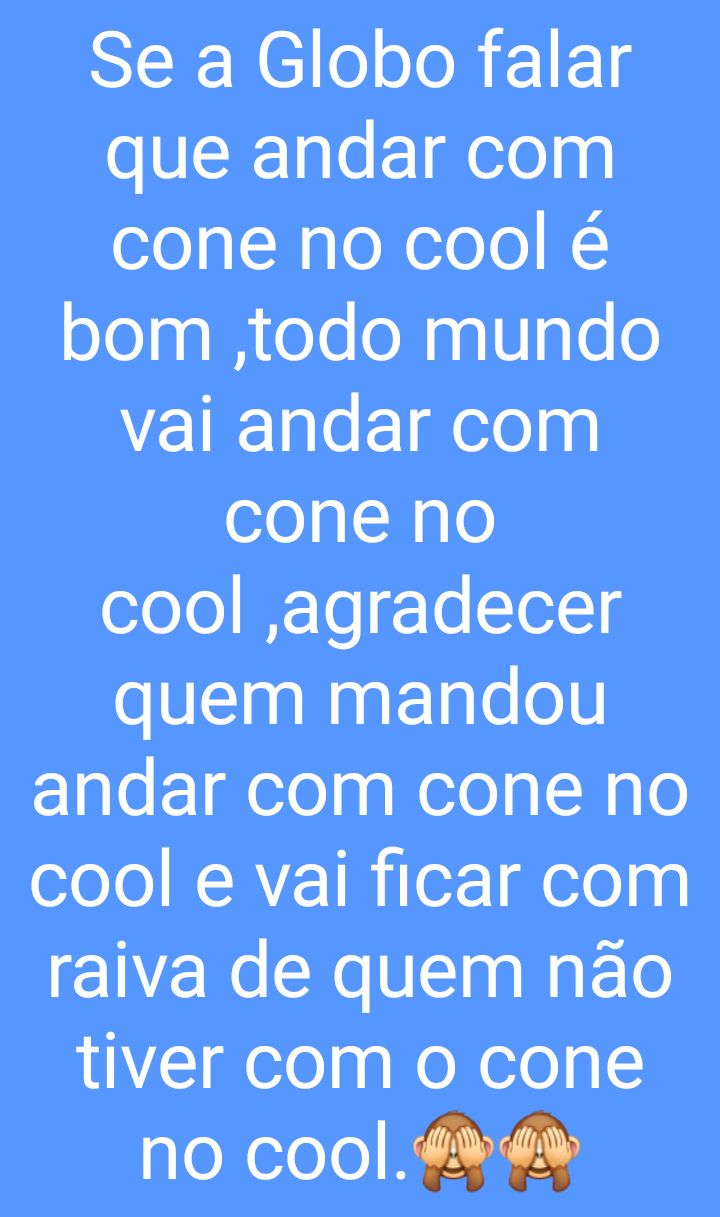 Se a Globo falar
que andar com
cone no cool é
bom ,todo mundo
vai andar com
cone no
cool ,agradecer
quem mandou
andar com cone no
cool e vai ficar com
raiva de quem não
tiver com o cone
no cool.🙈🙈